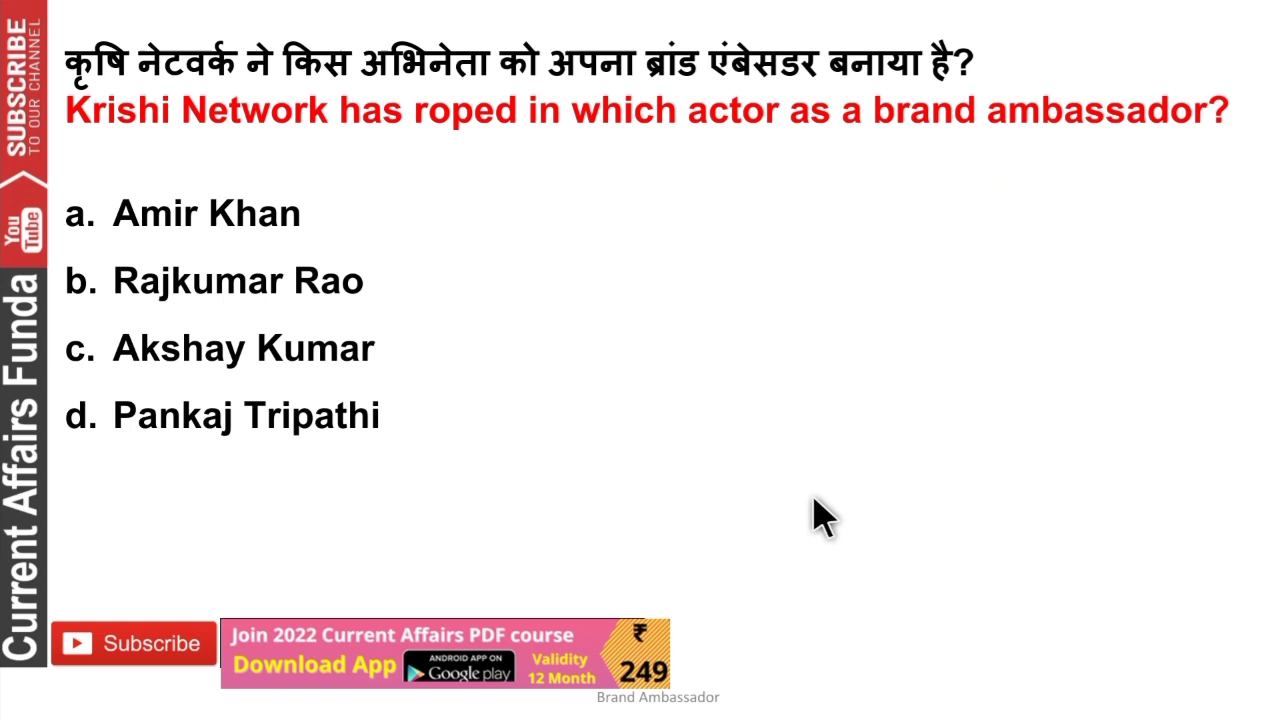 कृषि नेटवर्क ने किस अभिनेता को अपना ब्रांड एंबेसडर बनाया है?
Krishi Network has roped in which actor as a brand ambassador?
a. Amir Khan
b. Rajkumar Rao
c. Akshay Kumar
d. Pankaj Tripathi
SUBSCRIBE
TO OUR CHANNEL
You
Tube
Current Affairs Funda
Subscribe
Join 2022 Current Affairs PDF course
Download App
ANDROID APP ON
Google play
Validity
12 Month
₹
249
Brand Ambassador